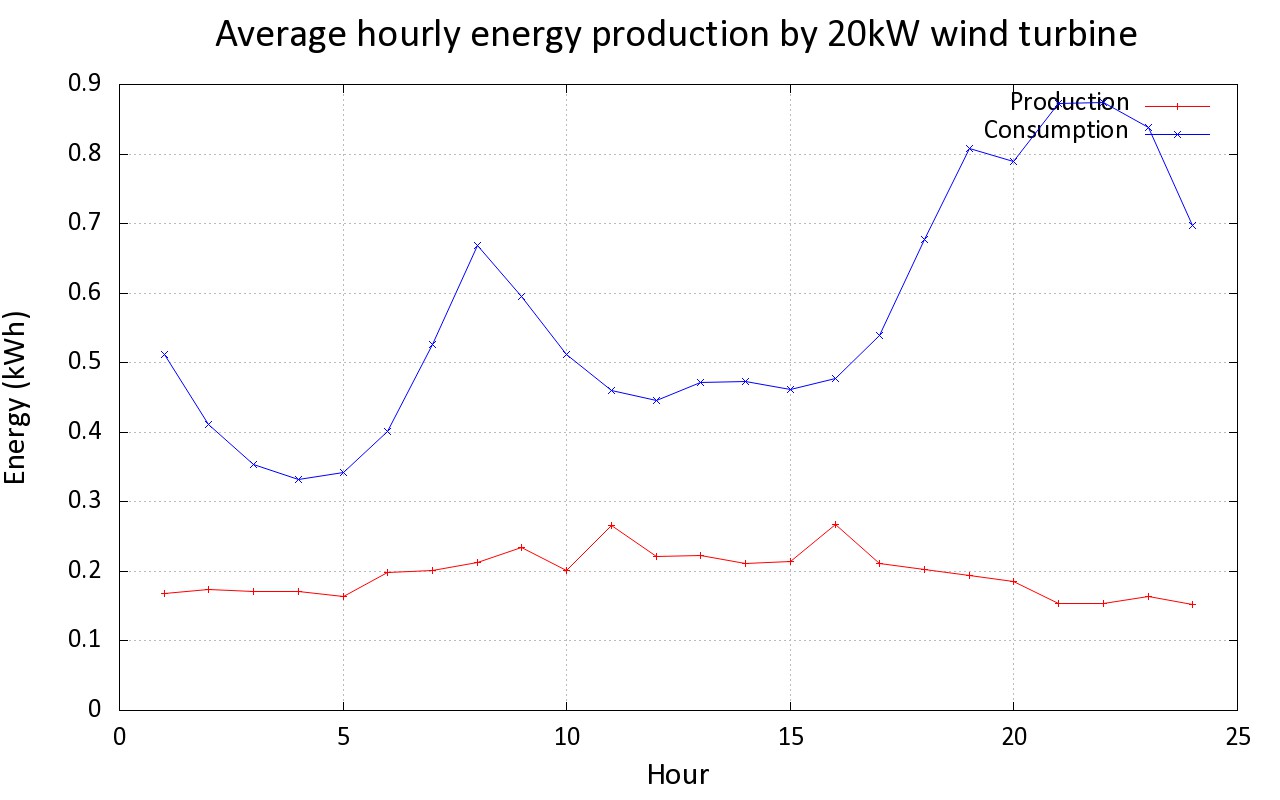 Average hourly energy production by 20kW wind turbine
0.9
0.8
0.7
0.6
0.5
0.4
0.3
0.2
0.1
0
Energy (kWh)
Production
Consumption
0 5 10 15 20 25
Hour